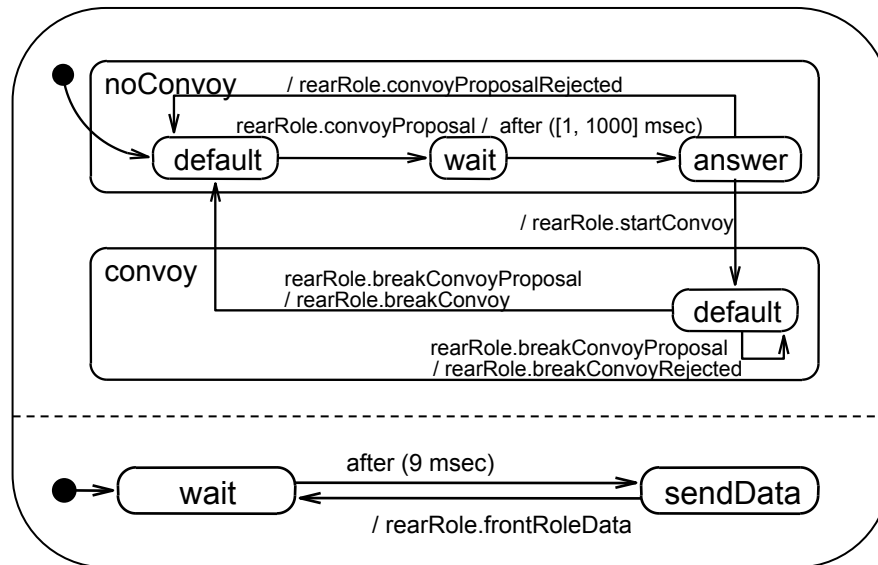 noConvoy
/ rearRole.convoyProposalRejected
rearRole.convoyProposal / after ([1, 1000] msec)
default
wait
answer
/ rearRole.startConvoy
convoy
rearRole.breakConvoyProposal
/ rearRole.breakConvoy
default
rearRole.breakConvoyProposal
/ rearRole.breakConvoyRejected
after (9 msec)
wait
sendData
/ rearRole.frontRoleData